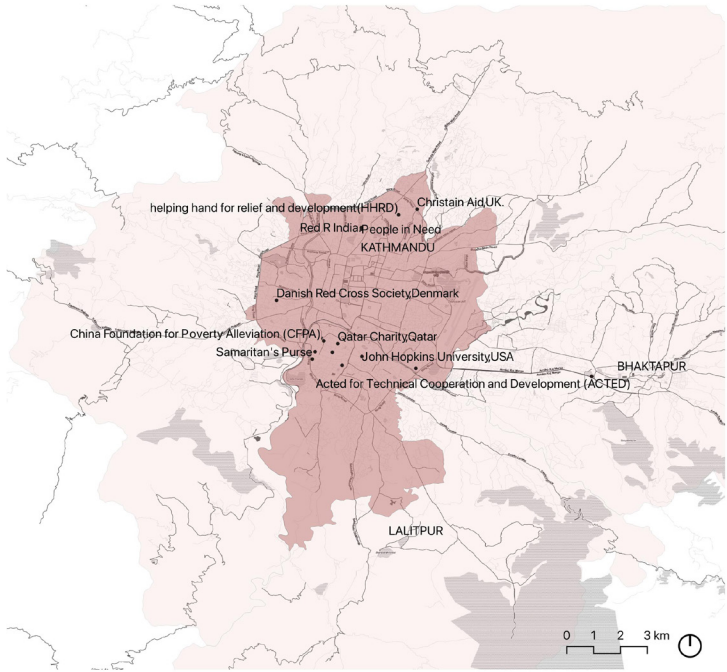 helping hand for relief and development(HHRD)
Christain Aid,UK.
Red R Indian
People in Need
KATHMANDU
Danish Red Cross Society,Denmark
China Foundation for Poverty Alleviation (CFPA)
Qatar Charity,Qatar
Samaritan's Purse
John Hopkins University,USA
BHAKTAPUR
Acted for Technical Cooperation and Development (ACTED)
LALITPUR
0 1 2 3 km